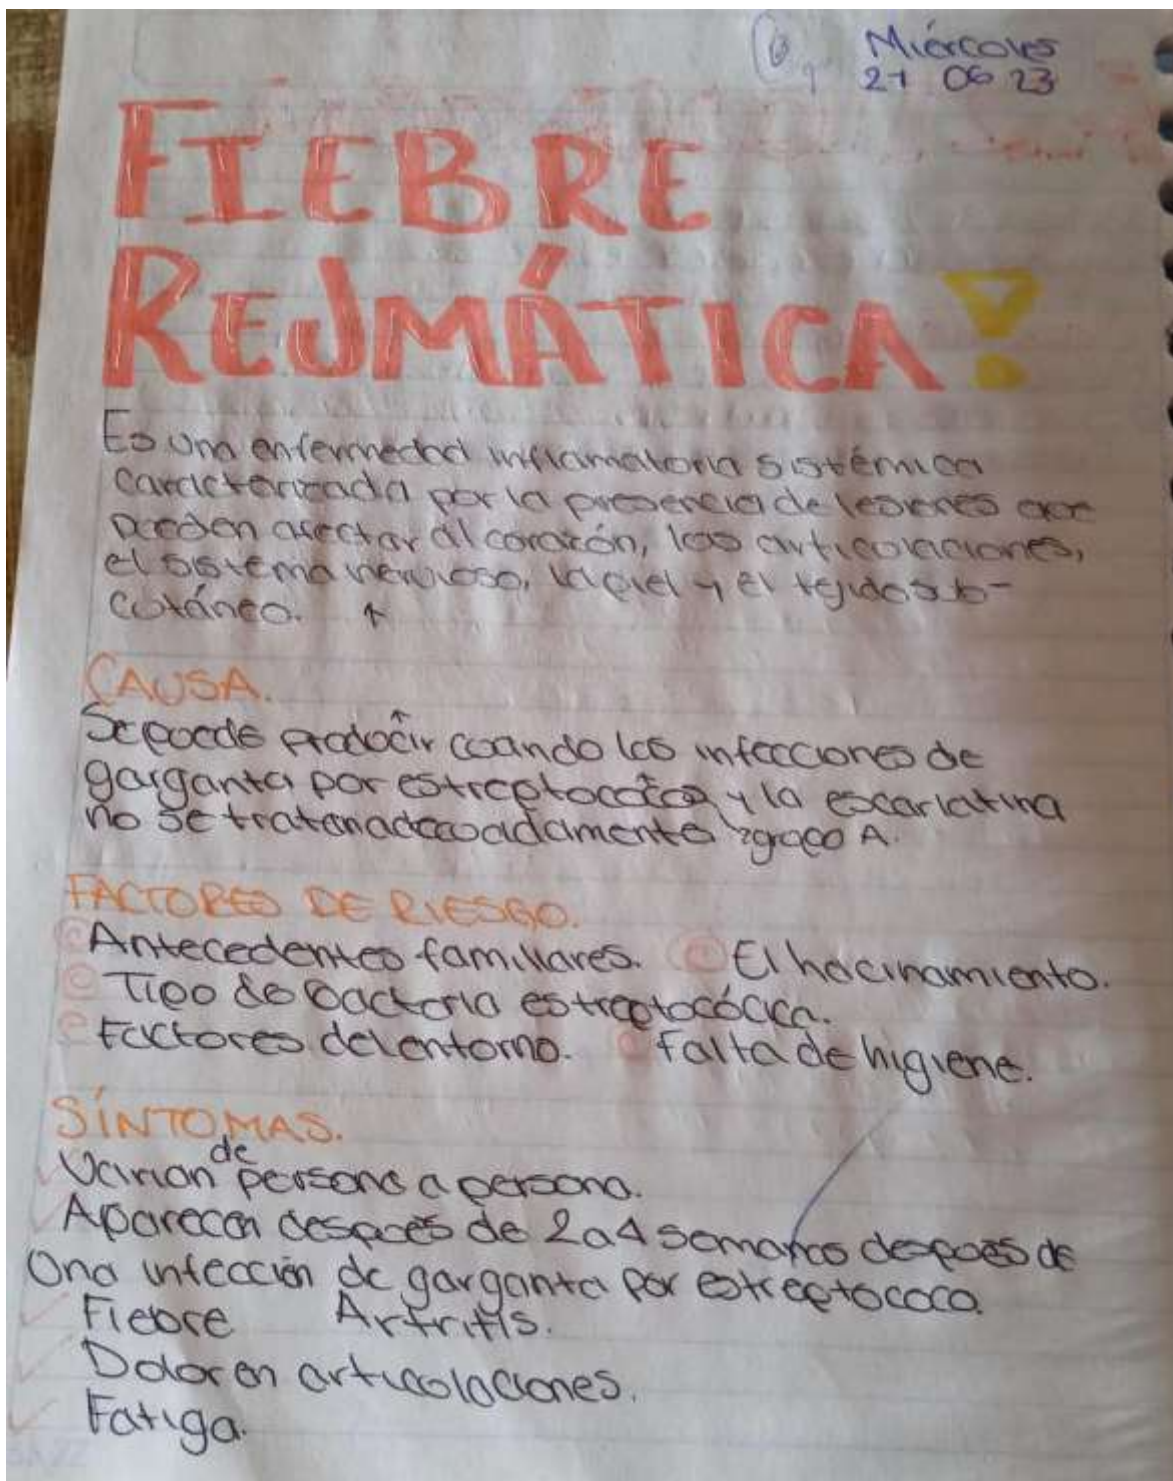 Miércoles
21 06 23
FIEBRE
REUMÁTICA!
Es una enfermedad inflamatoria sistémica
caracterizada por la presencia de lesiones que
pueden afectar al corazón, las articulaciones,
el sistema nervioso, la piel y el tejido sub-
cutáneo.
CAUSA.
Se puede producir cuando las infecciones de
garganta por estreptococo y la escarlatina
no se tratan adecuadamente grupo A.
FACTORES DE RIESGO.
Antecedentes familiares. El hacinamiento.
Tipo de bacteria estreptocócica.
Factores del entorno. Falta de higiene.
SÍNTOMAS.
Varian de persona a persona.
Aparecen después de 2 a 4 semanas después de
Una infección de garganta por estreptococo.
Fiebre Artritis.
Dolor en articulaciones.
Fatiga.